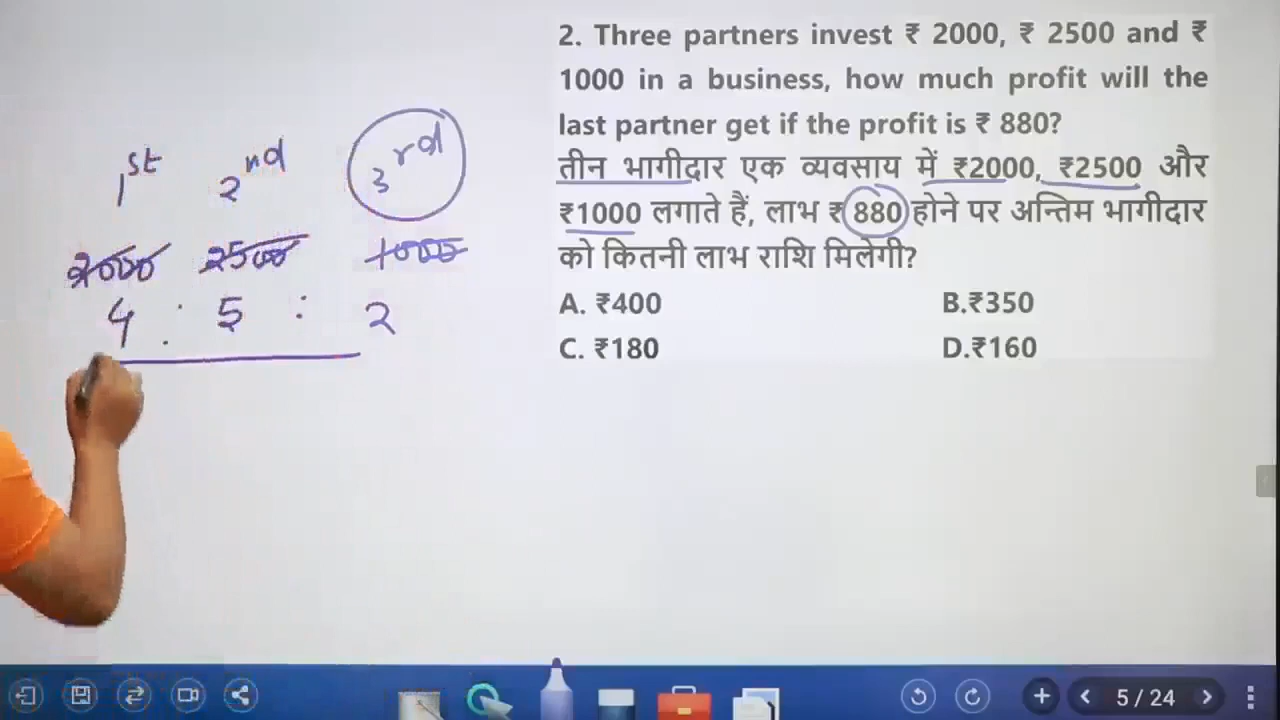 2. Three partners invest ₹ 2000, ₹ 2500 and ₹
1000 in a business, how much profit will the
last partner get if the profit is ₹ 880?
तीन भागीदार एक व्यवसाय में ₹2000, ₹2500 और
₹1000 लगाते हैं, लाभ ₹ 880 होने पर अन्तिम भागीदार
को कितनी लाभ राशि मिलेगी?
A. ₹400 B.₹350
C. ₹180 D.₹160
1st 2nd 3rd
2000 2500 1000
4 : 5 : 2
5 / 24